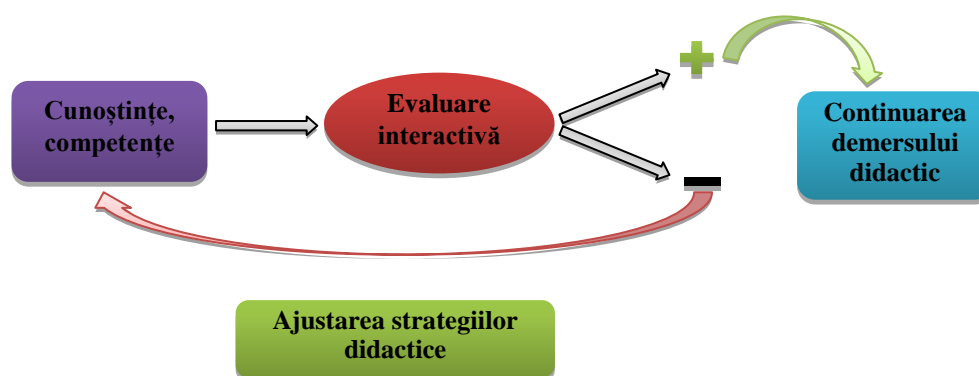 Cunoștințe,
competențe
Evaluare
interactivă
Continuarea
demersului
didactic
Ajustarea strategiilor
didactice